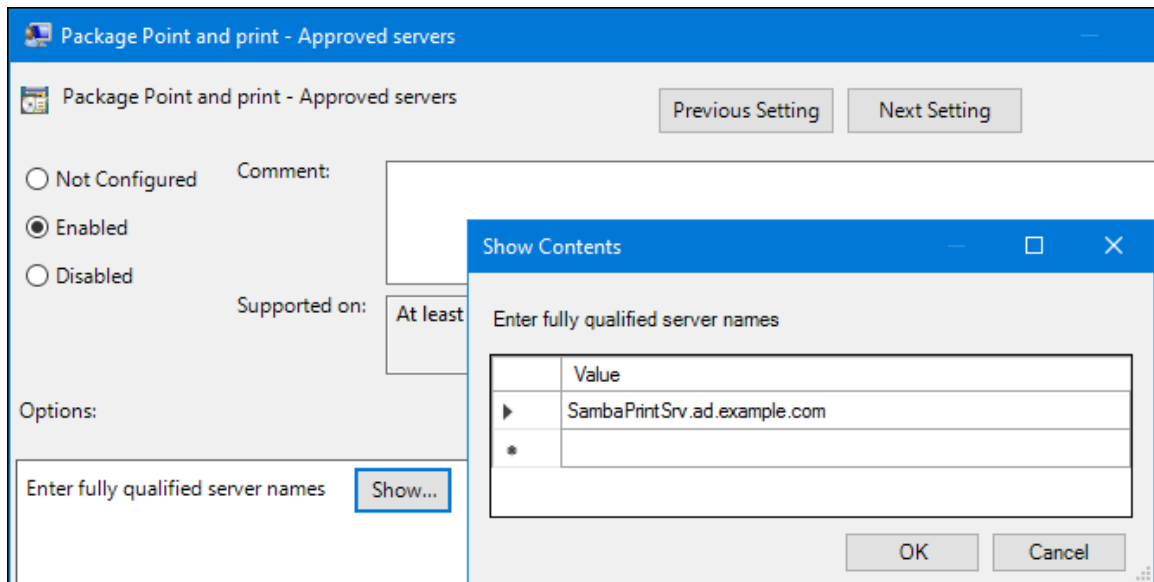 Package Point and print - Approved servers
Package Point and print - Approved servers
Previous Setting
Next Setting
Not Configured
Comment:
Enabled
Disabled
Supported on:
At least
Options:
Enter fully qualified server names
Show...
Show Contents
Enter fully qualified server names
Value
SambaPrintSrv.ad.example.com
OK
Cancel